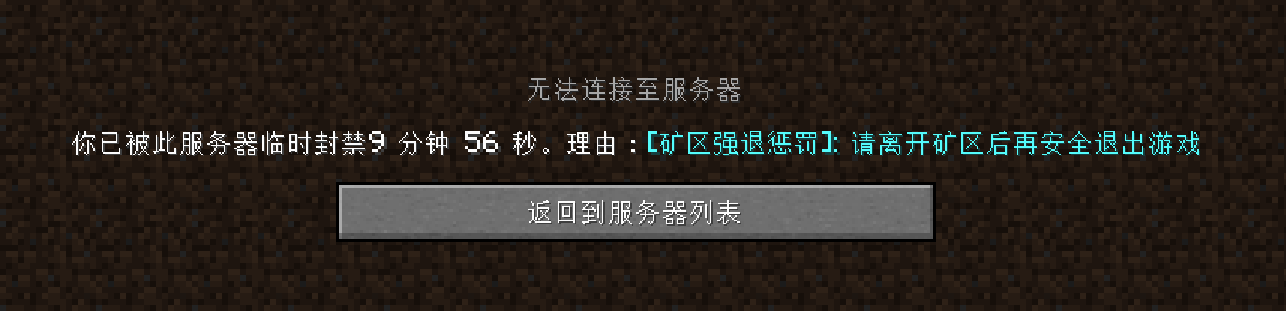 无法连接至服务器
你已被此服务器临时封禁9 分钟 56 秒。理由：[矿区强退惩罚]: 请离开矿区后再安全退出游戏
返回到服务器列表